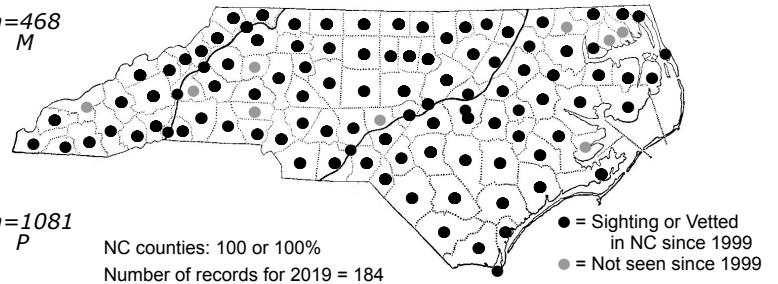 n=468
M
n=1081
P
NC counties: 100 or 100%
Number of records for 2019 = 184
● = Sighting or Vetted
in NC since 1999
● = Not seen since 1999